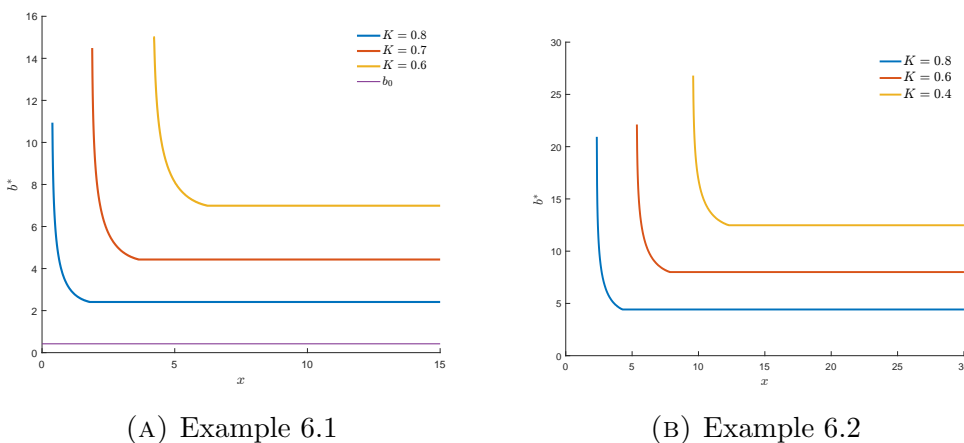 16
14
12
10
8
6
4
2
0
b*
0 5 10 15
x
K = 0.8
K = 0.7
K = 0.6
b₀
(A) Example 6.1
30
25
20
15
10
5
0
b*
0 5 10 15 20 25 30
x
K = 0.8
K = 0.6
K = 0.4
(B) Example 6.2